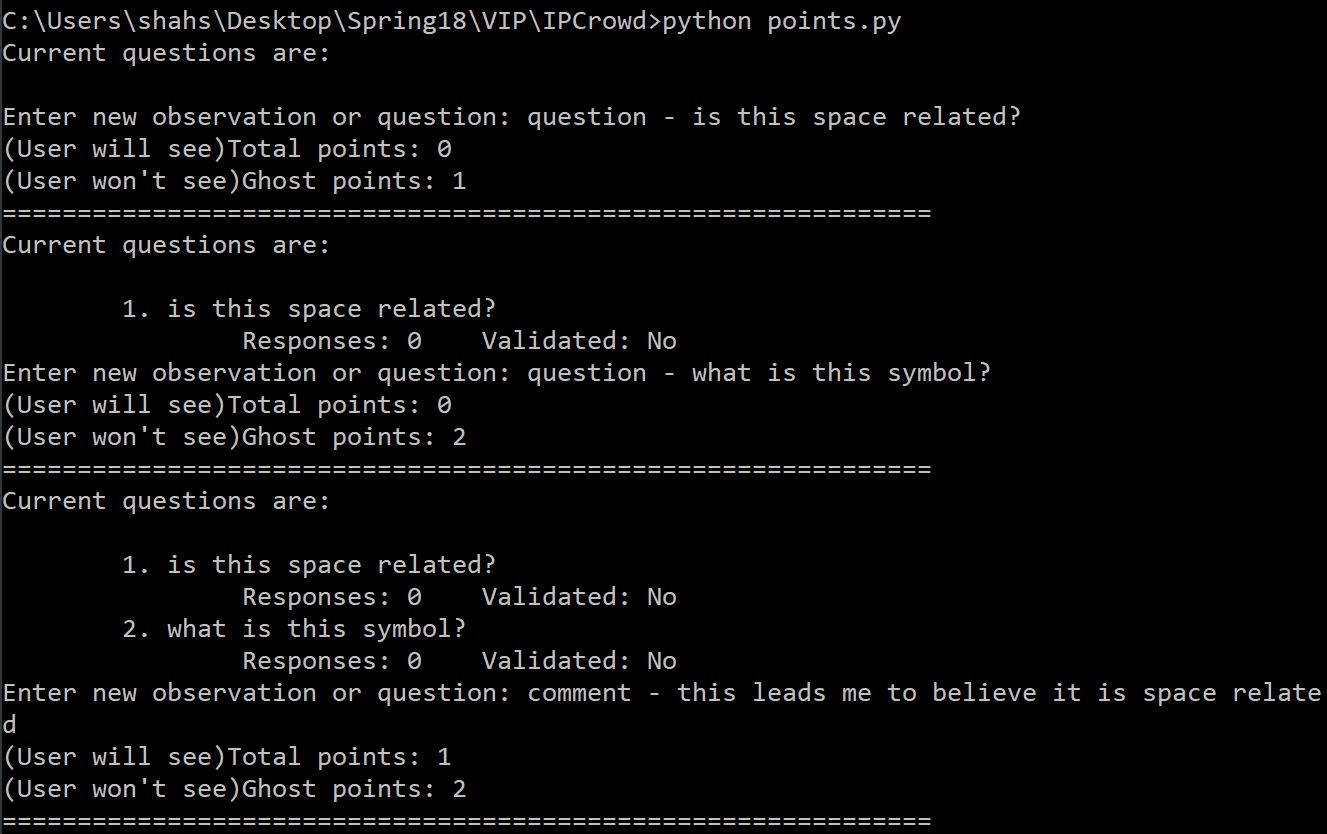 C:\Users\shahs\Desktop\Spring18\VIP\IPCrowd>python points.py
Current questions are:
Enter new observation or question: question - is this space related?
(User will see)Total points: 0
(User won't see)Ghost points: 1
==============================================================
Current questions are:
1. is this space related?
Responses: 0    Validated: No
Enter new observation or question: question - what is this symbol?
(User will see)Total points: 0
(User won't see)Ghost points: 2
==============================================================
Current questions are:
1. is this space related?
Responses: 0    Validated: No
2. what is this symbol?
Responses: 0    Validated: No
Enter new observation or question: comment - this leads me to believe it is space relate
d
(User will see)Total points: 1
(User won't see)Ghost points: 2
==============================================================